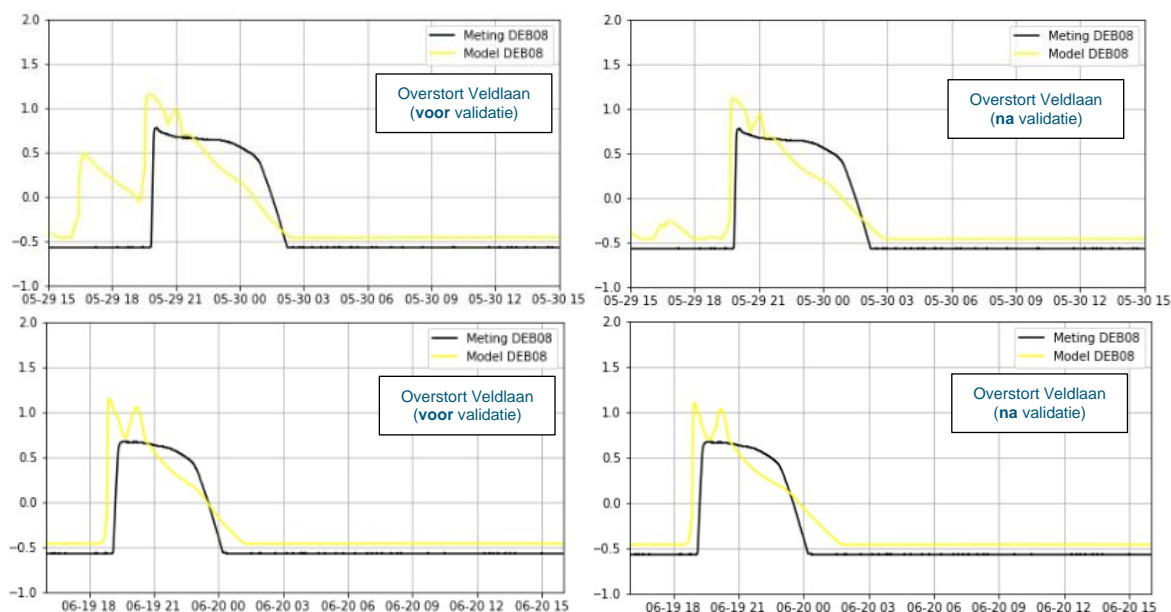 2.0
1.5
1.0
0.5
0.0
−0.5
−1.0
Meting DEB08
Model DEB08
Overstort Veldlaan
(voor validatie)
05-29 15 05-29 18 05-29 21 05-30 00 05-30 03 05-30 06 05-30 09 05-30 12 05-30 15
2.0
1.5
1.0
0.5
0.0
−0.5
−1.0
Meting DEB08
Model DEB08
Overstort Veldlaan
(na validatie)
05-29 15 05-29 18 05-29 21 05-30 00 05-30 03 05-30 06 05-30 09 05-30 12 05-30 15
2.0
1.5
1.0
0.5
0.0
−0.5
−1.0
Meting DEB08
Model DEB08
Overstort Veldlaan
(voor validatie)
06-19 18 06-19 21 06-20 00 06-20 03 06-20 06 06-20 09 06-20 12 06-20 15
2.0
1.5
1.0
0.5
0.0
−0.5
−1.0
Meting DEB08
Model DEB08
Overstort Veldlaan
(na validatie)
06-19 18 06-19 21 06-20 00 06-20 03 06-20 06 06-20 09 06-20 12 06-20 15